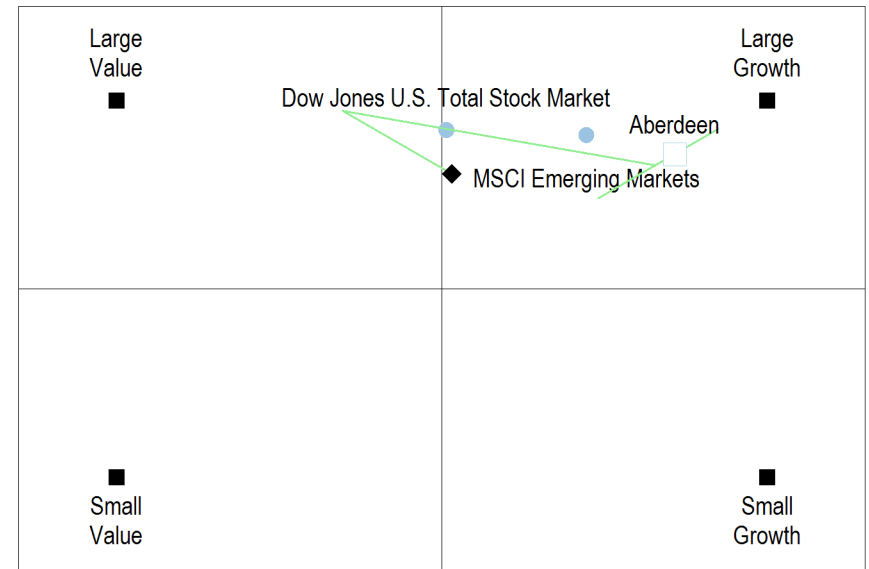 Large
Value
Large
Growth
Dow Jones U.S. Total Stock Market
Aberdeen
MSCI Emerging Markets
Small
Value
Small
Growth